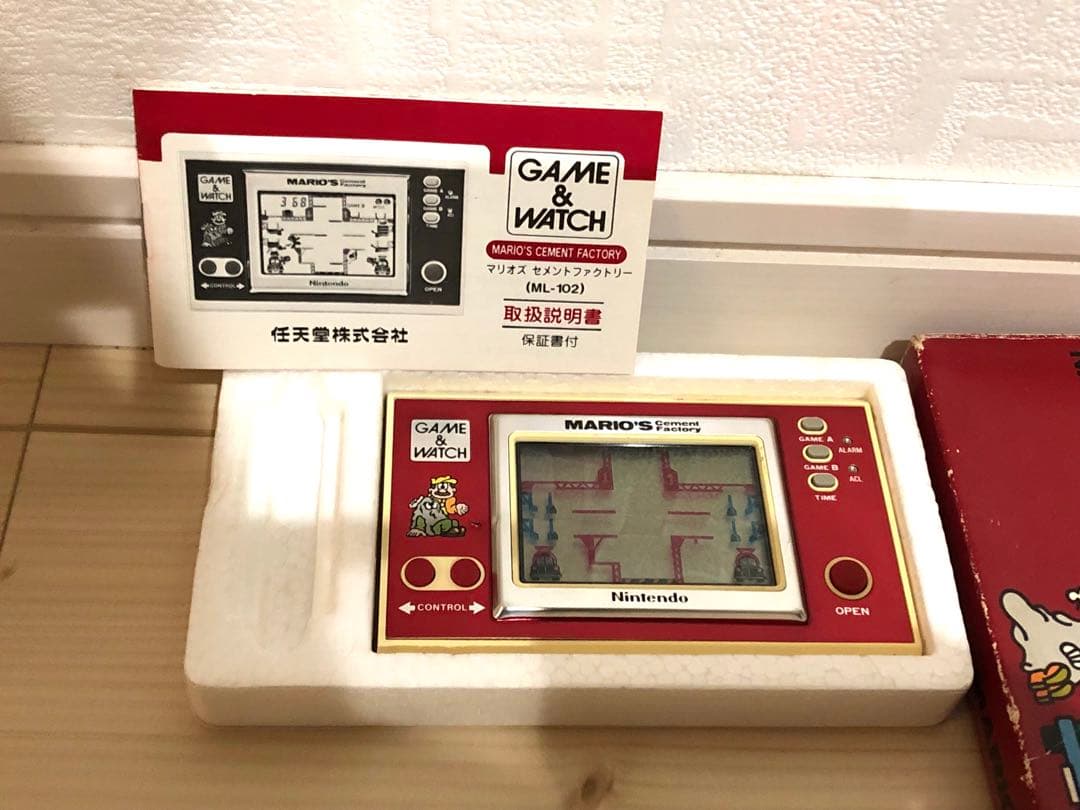 GAME
&
WATCH
MARIO'S Cement
Factory
GAME A
ALARM
GAME B
ACL
TIME
3 68
GAME B
CONTROL
Nintendo
OPEN
GAME
&
WATCH
MARIO'S CEMENT FACTORY
マリオズ セメントファクトリー
(ML-102)
取扱説明書
保証書付
任天堂株式会社
GAME
&
WATCH
MARIO'S Cement
Factory
GAME A
ALARM
GAME B
ACL
TIME
CONTROL
Nintendo
OPEN